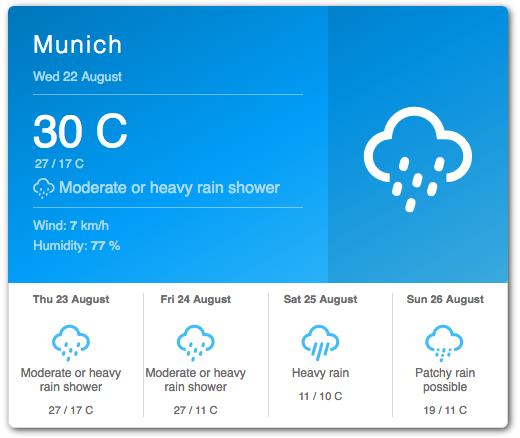 Munich
Wed 22 August
30 C
27 / 17 C
Moderate or heavy rain shower
Wind: 7 km/h
Humidity: 77 %
Thu 23 August
Moderate or heavy
rain shower
27 / 17 C
Fri 24 August
Moderate or heavy
rain shower
27 / 11 C
Sat 25 August
Heavy rain
11 / 10 C
Sun 26 August
Patchy rain
possible
19 / 11 C